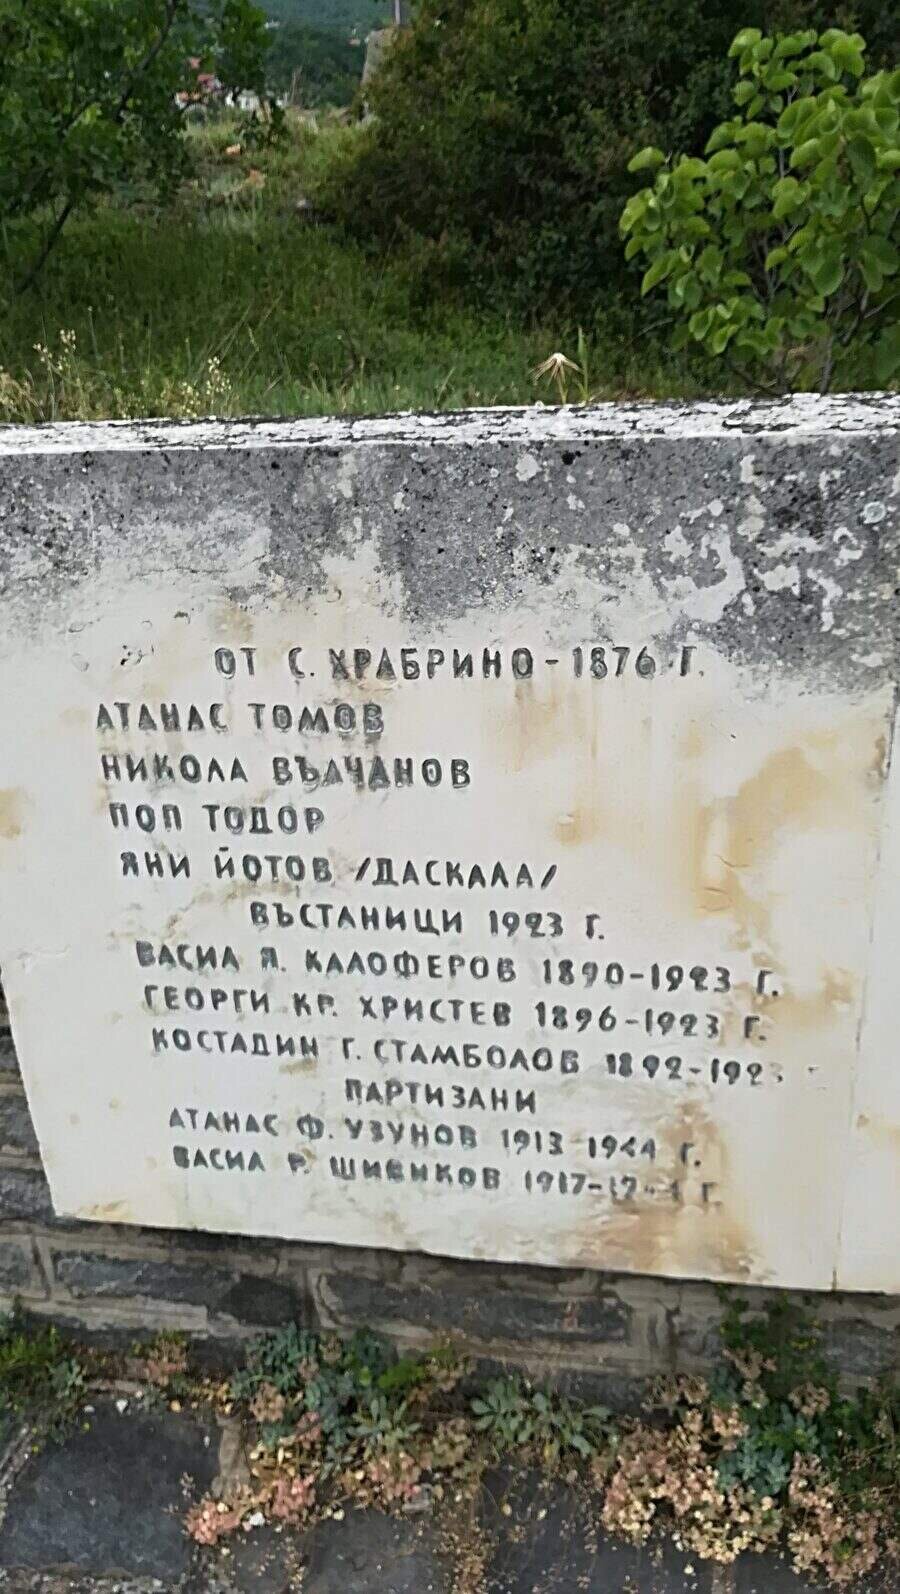 ОТ С. ХРАБРИНО - 1876 Г.
АТАНАС ТОМОВ
НИКОЛА ВЪЛЧАНОВ
ПОП ТОДОР
ЯНИ ЙОТОВ /ДАСКАЛА/
ВЪСТАНИЦИ 1923 Г.
ВАСИЛ Я. КАЛОФЕРОВ 1890-1923 Г.
ГЕОРГИ КР. ХРИСТЕВ 1896-1923 Г.
КОСТАДИН Г. СТАМБОЛОВ 1892-1923
ПАРТИЗАНИ
АТАНАС Ф. УЗУНОВ 1913-1944 Г.
ВАСИЛ Р. ШИШКОВ 1917-1944 Г.